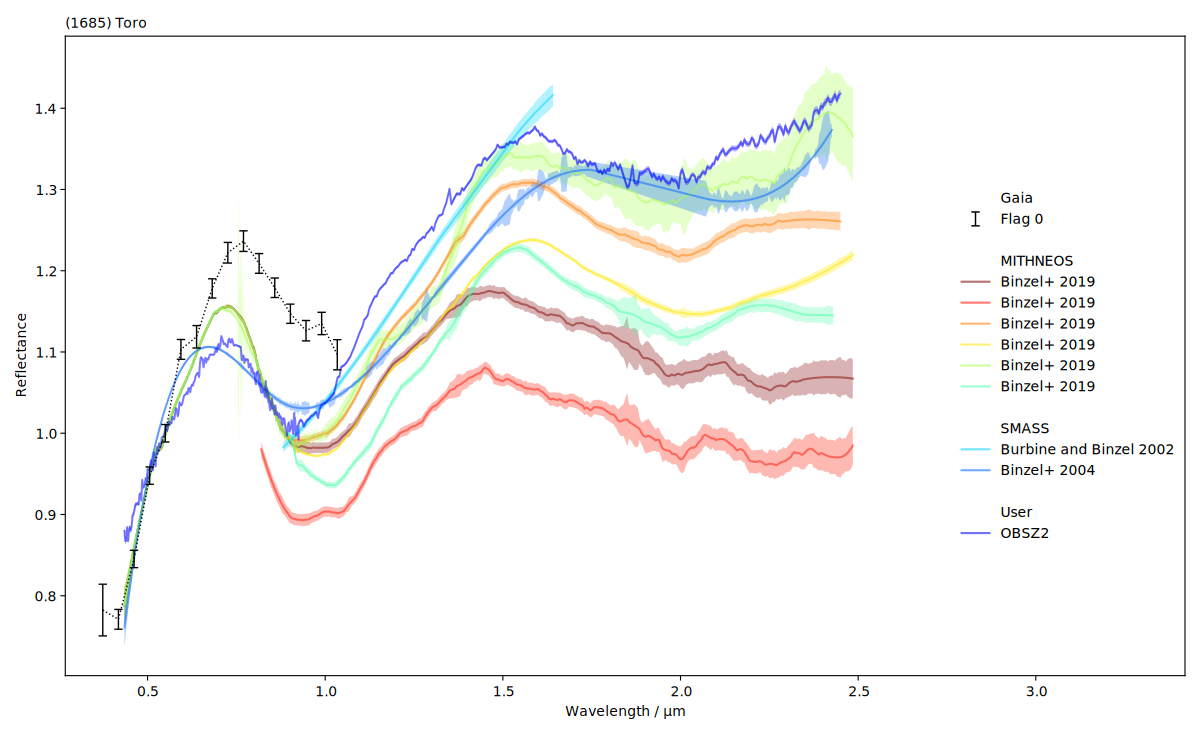 (1685) Toro
Reflectance
1.4
1.3
1.2
1.1
1.0
0.9
0.8
0.5
1.0
1.5
2.0
2.5
3.0
Wavelength / µm
Gaia
Flag 0
MITHNEOS
Binzel+ 2019
Binzel+ 2019
Binzel+ 2019
Binzel+ 2019
Binzel+ 2019
Binzel+ 2019
SMASS
Burbine and Binzel 2002
Binzel+ 2004
User
OBSZ2